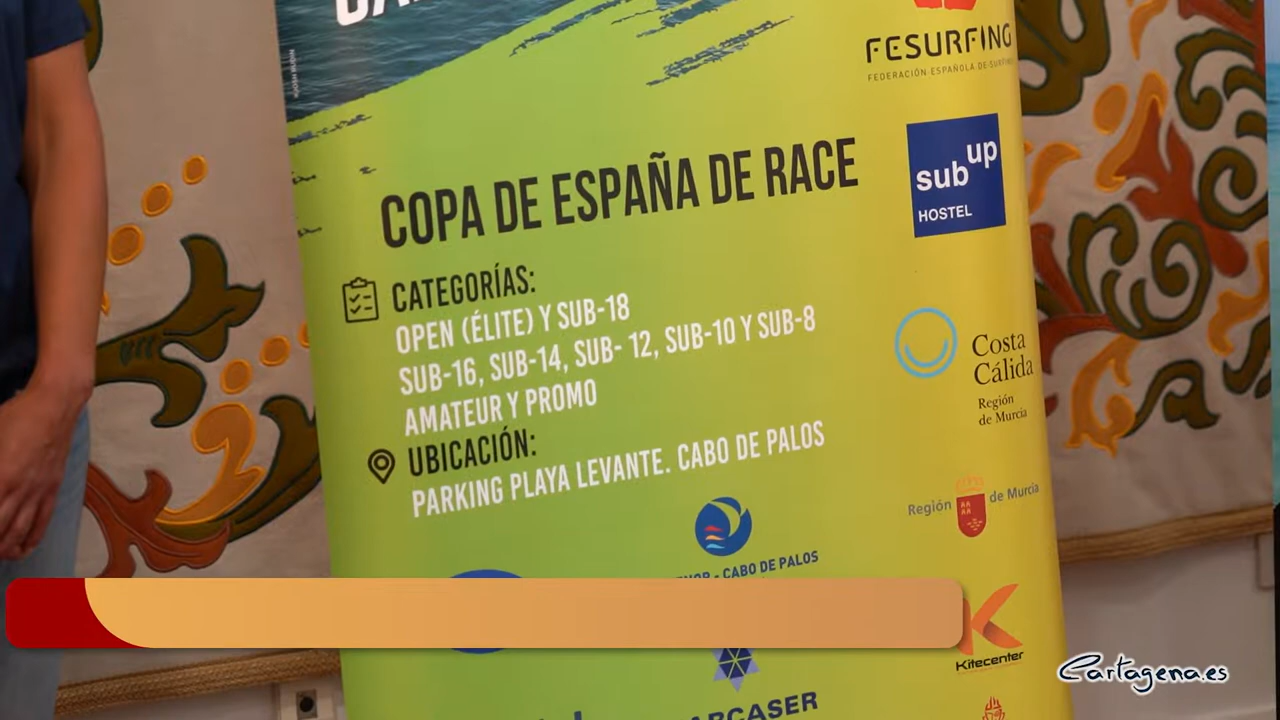 FESURFING
FEDERACIÓN ESPAÑOLA DE SURFING
COPA DE ESPAÑA DE RACE
CATEGORÍAS:
OPEN (ÉLITE) Y SUB-18
SUB-16, SUB-14, SUB- 12, SUB-10 Y SUB-8
AMATEUR Y PROMO
UBICACIÓN:
PARKING PLAYA LEVANTE. CABO DE PALOS
sub up
HOSTEL
Costa
Cálida
Región
de Murcia
Región de Murcia
- CABO DE PALOS
Kitecenter
Cartagena.es